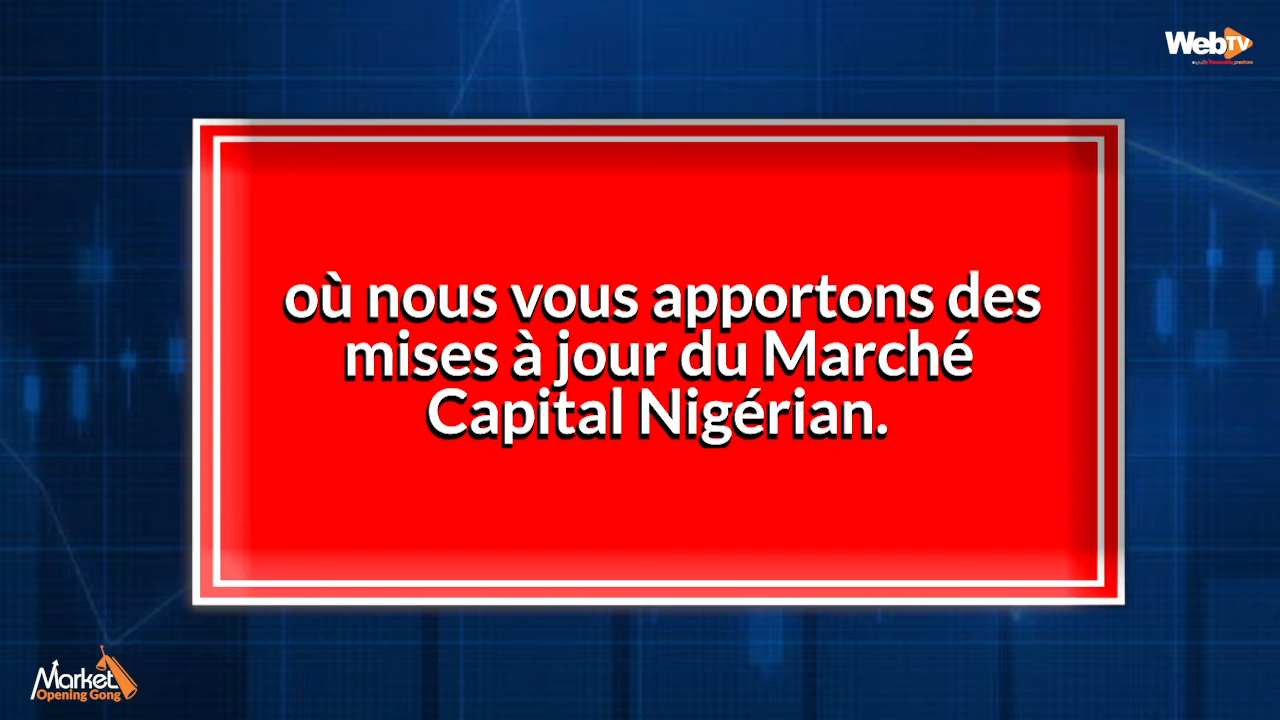 WebTV
où nous vous apportons des
mises à jour du Marché
Capital Nigérian.
Market
Opening Gong